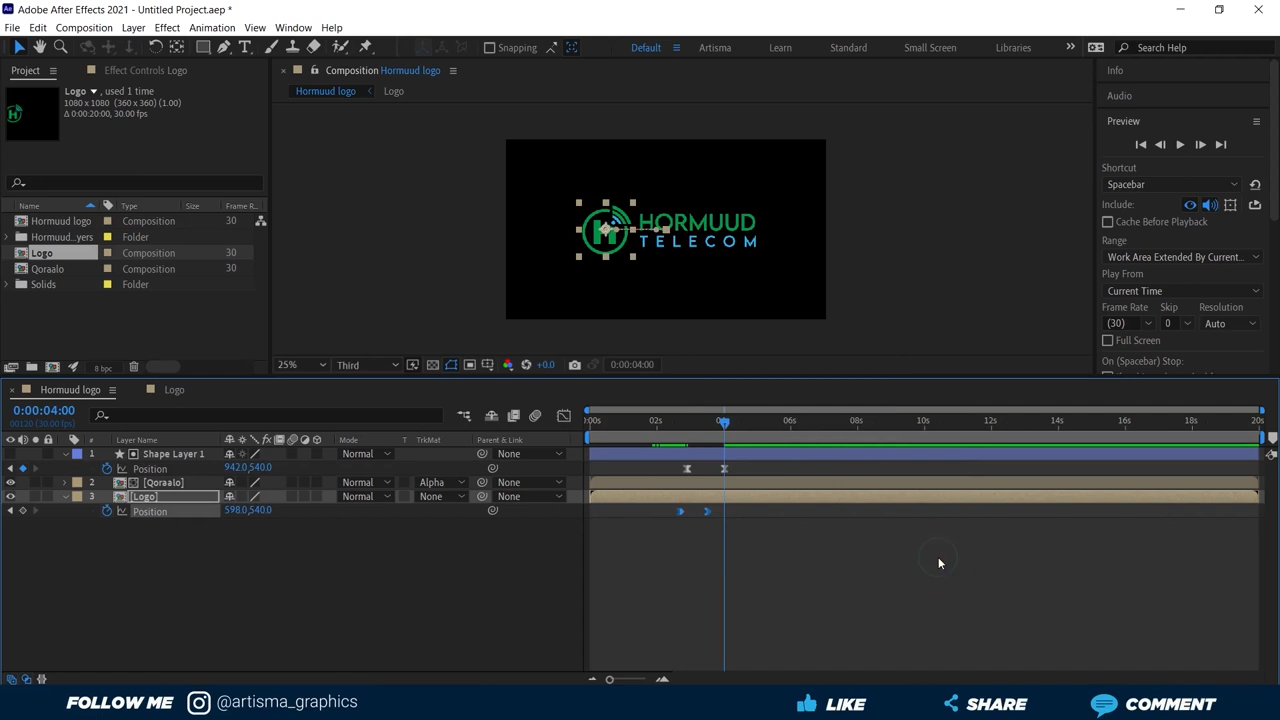 Adobe After Effects 2021 - Untitled Project.aep *
File Edit Composition Layer Effect Animation View Window Help
Snapping Default Artisma Learn Standard Small Screen Libraries Search Help
Project Effect Controls Logo
Composition Hormuud logo
Info
Logo , used 1 time
1080 x 1080 (360 x 360) (1.00)
Δ 0:00:20:00, 30.00 fps
Hormuud logo Logo
Audio
Preview
Shortcut
Spacebar
Include:
Cache Before Playback
Range
Work Area Extended By Current...
Play From
Current Time
Frame Rate Skip Resolution
(30) 0 Auto
Full Screen
On (Spacebar) Stop:
Name Type Size Frame R...
Hormuud logo Composition 30
Hormuud...yers Folder
Logo Composition 30
Qoraalo Composition 30
Solids Folder
HORMUUD
TELECOM
8 bpc
25% Third +0.0 0:00:04:00
Hormuud logo Logo
0:00:04:00
00120 (30.00 fps)
:00s 02s 06s 08s 10s 12s 14s 16s 18s 20s
# Layer Name Mode T TrkMat Parent & Link
1 Shape Layer 1 Normal None
Position 942.0,540.0
2 [Qoraalo] Normal Alpha None
3 [Logo] Normal None None
Position 598.0,540.0
FOLLOW ME @artisma_graphics LIKE SHARE COMMENT